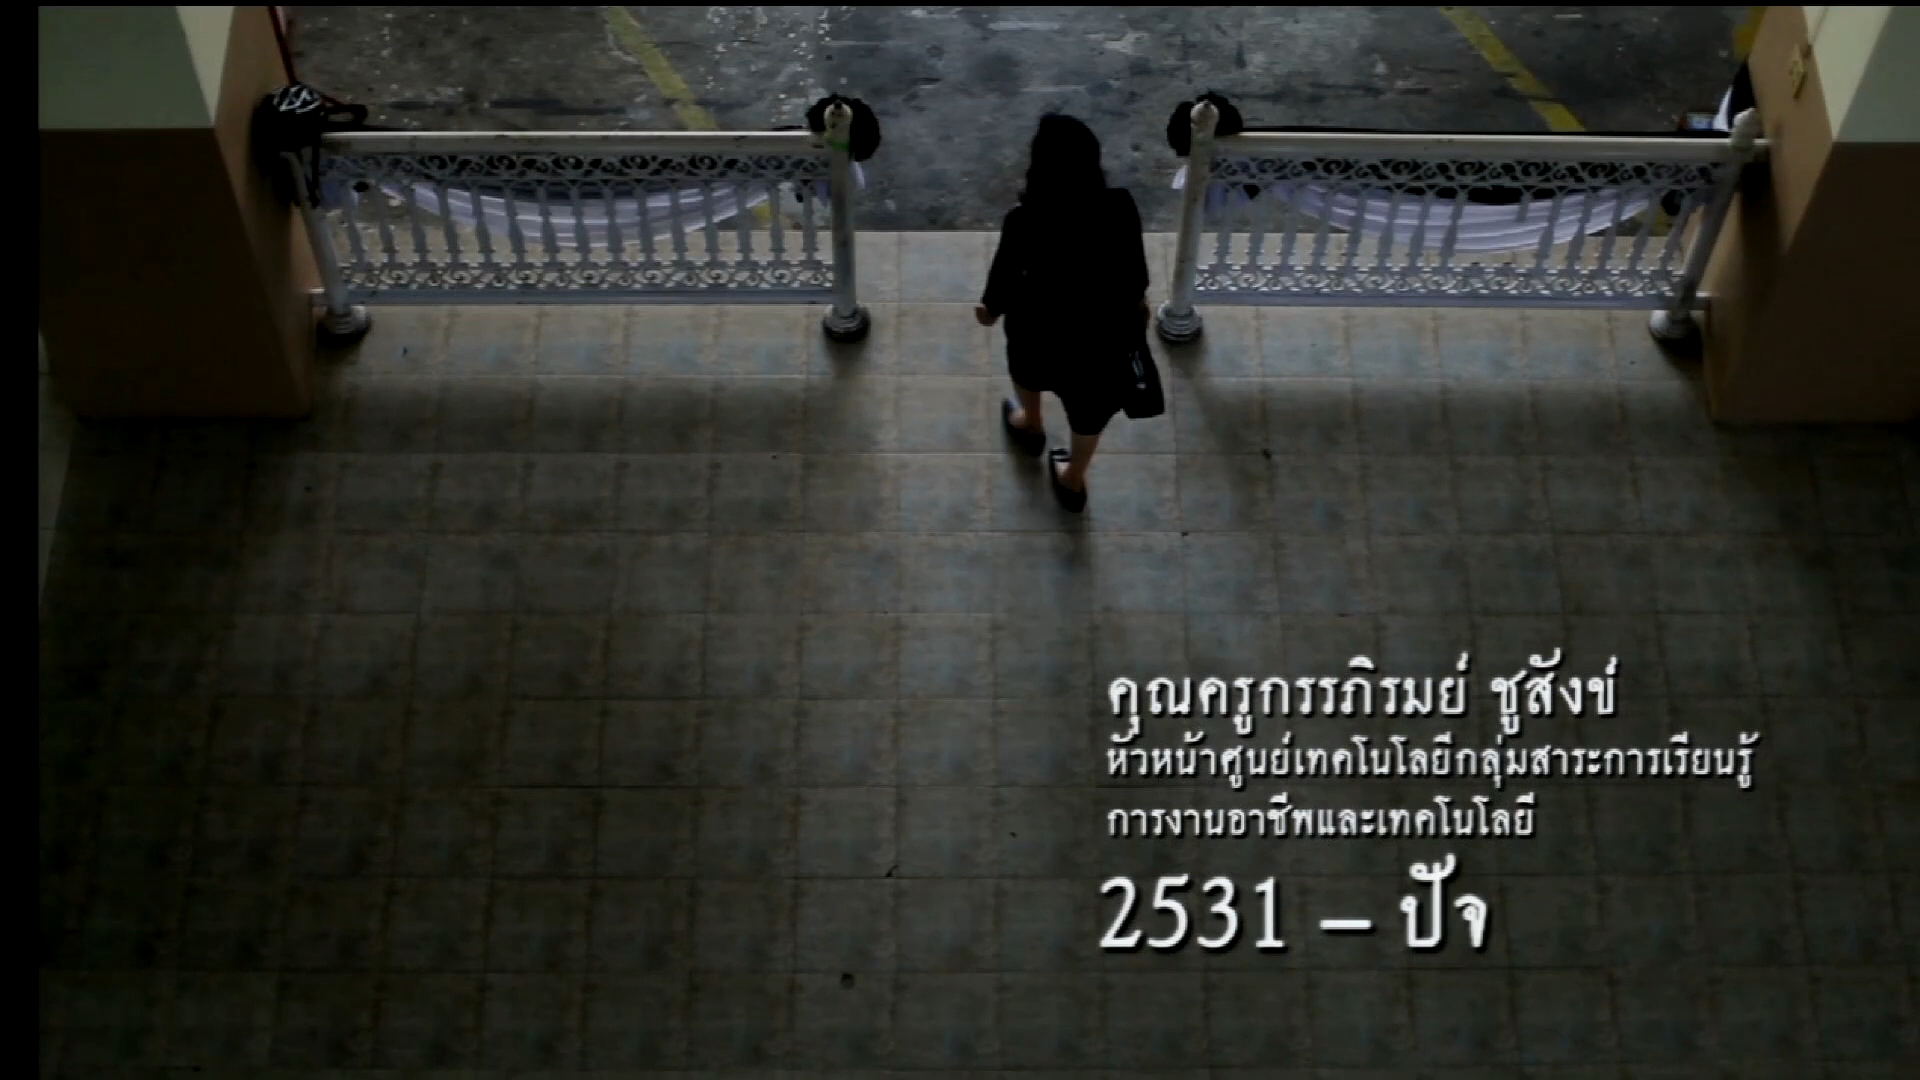 คุณครูกรรภิรมย์ ชูสังข์
หัวหน้าศูนย์เทคโนโลยีกลุ่มสาระการเรียนรู้
การงานอาชีพและเทคโนโลยี
2531 – ปัจ